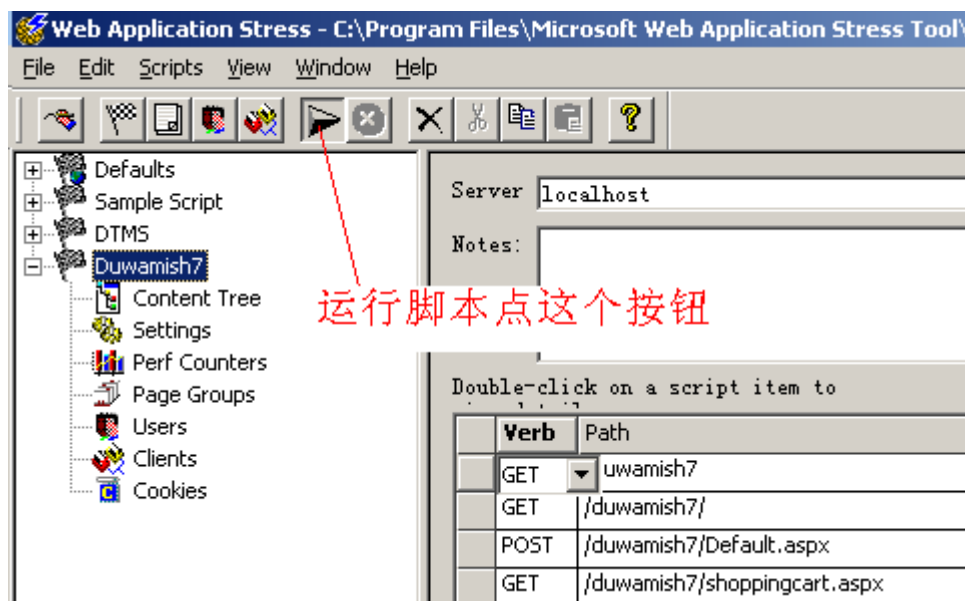 Web Application Stress - C:\Program Files\Microsoft Web Application Stress Tool\
File Edit Scripts View Window Help
Defaults
Sample Script
DTMS
Duwamish7
Content Tree
Settings
Perf Counters
Page Groups
Users
Clients
Cookies
Server localhost
Notes:
运行脚本点这个按钮
Double-click on a script item to
Verb Path
GET uwamish7
GET /duwamish7/
POST /duwamish7/Default.aspx
GET /duwamish7/shoppingcart.aspx